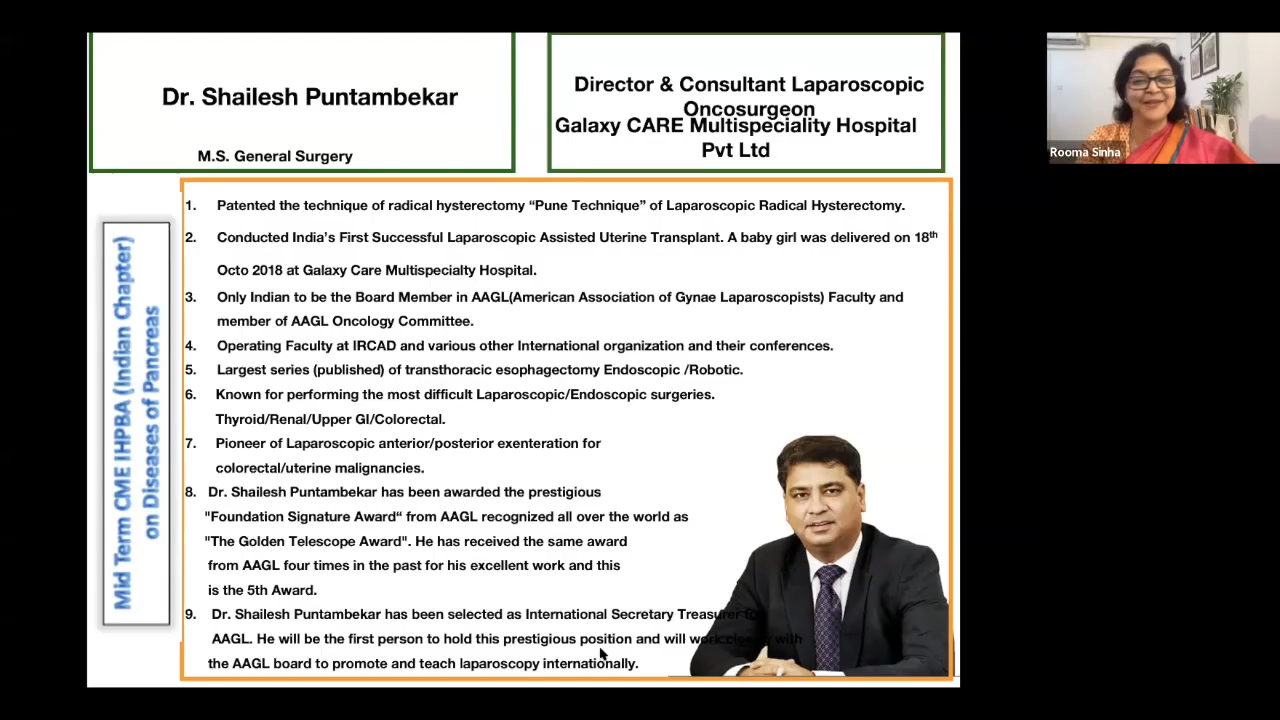 Dr. Shailesh Puntambekar
M.S. General Surgery
Director & Consultant Laparoscopic
Oncosurgeon
Galaxy CARE Multispeciality Hospital
Pvt Ltd
Rooma Sinha
Mid Term CME IHPBA (Indian Chapter)
on Diseases of Pancreas
1. Patented the technique of radical hysterectomy “Pune Technique” of Laparoscopic Radical Hysterectomy.
2. Conducted India’s First Successful Laparoscopic Assisted Uterine Transplant. A baby girl was delivered on 18th
Octo 2018 at Galaxy Care Multispecialty Hospital.
3. Only Indian to be the Board Member in AAGL(American Association of Gynae Laparoscopists) Faculty and
member of AAGL Oncology Committee.
4. Operating Faculty at IRCAD and various other International organization and their conferences.
5. Largest series (published) of transthoracic esophagectomy Endoscopic /Robotic.
6. Known for performing the most difficult Laparoscopic/Endoscopic surgeries.
Thyroid/Renal/Upper GI/Colorectal.
7. Pioneer of Laparoscopic anterior/posterior exenteration for
colorectal/uterine malignancies.
8. Dr. Shailesh Puntambekar has been awarded the prestigious
"Foundation Signature Award“ from AAGL recognized all over the world as
"The Golden Telescope Award". He has received the same award
from AAGL four times in the past for his excellent work and this
is the 5th Award.
9. Dr. Shailesh Puntambekar has been selected as International Secretary Treasurer for
AAGL. He will be the first person to hold this prestigious position and will work closely with
the AAGL board to promote and teach laparoscopy internationally.